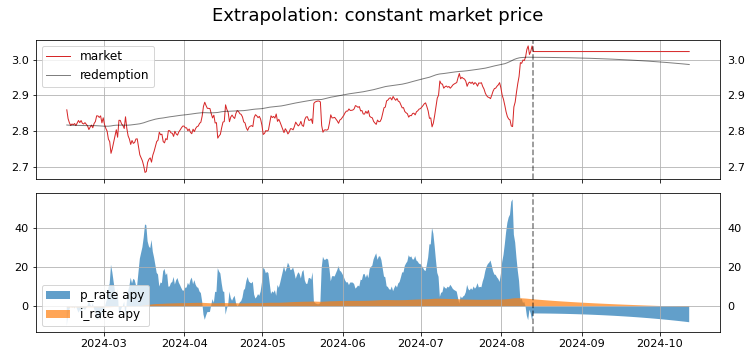 Extrapolation: constant market price
market
redemption
3.0
2.9
2.8
2.7
3.0
2.9
2.8
2.7
40
20
0
40
20
0
p_rate apy
i_rate apy
2024-03 2024-04 2024-05 2024-06 2024-07 2024-08 2024-09 2024-10